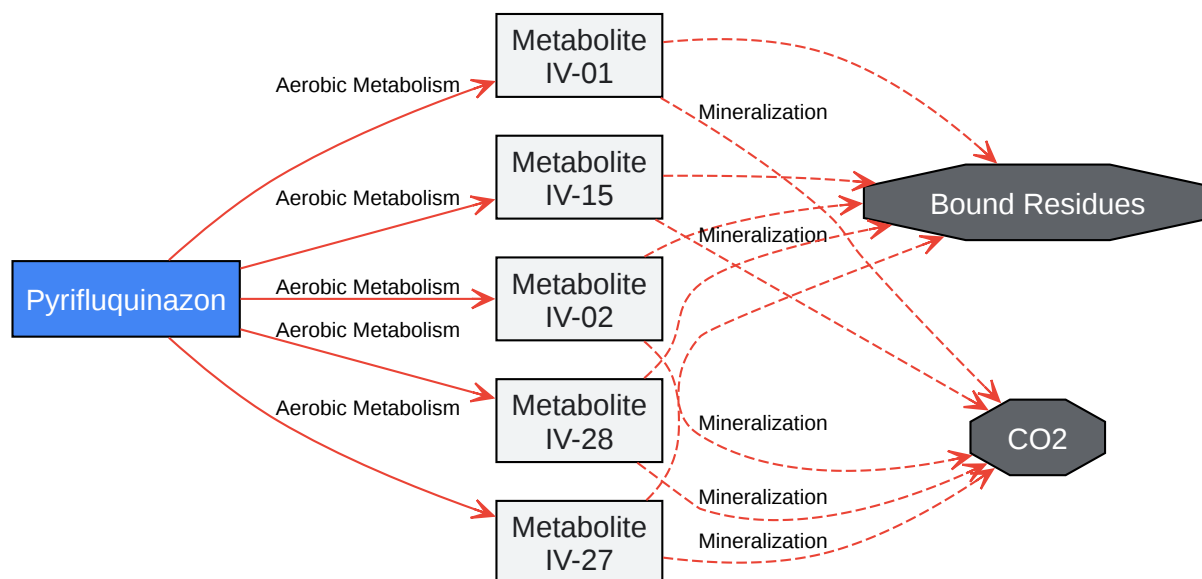 Metabolite
IV-01
Aerobic Metabolism
Mineralization
Metabolite
IV-15
Aerobic Metabolism
Bound Residues
Mineralization
Pyrifluquinazon
Aerobic Metabolism
Metabolite
IV-02
Aerobic Metabolism
Metabolite
IV-28
Aerobic Metabolism
Mineralization
CO2
Mineralization
Metabolite
IV-27
Mineralization